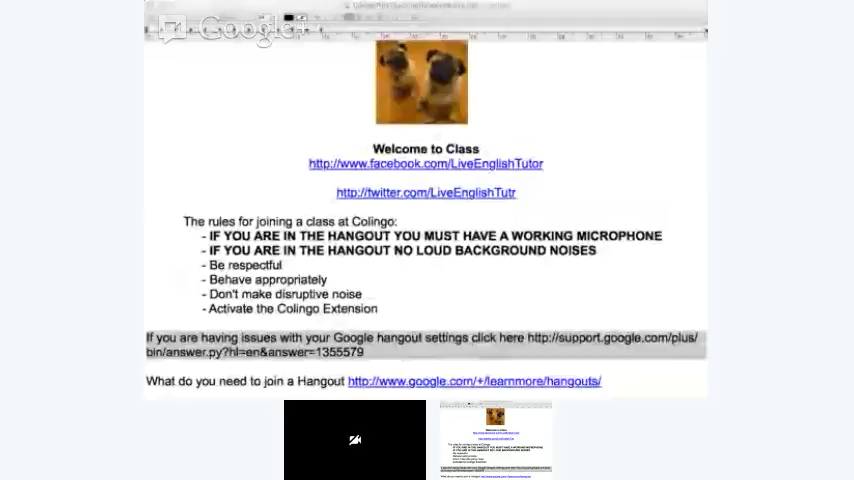 Google+
Welcome to Class
http://www.facebook.com/LiveEnglishTutor
http://twitter.com/LiveEnglishTutr
The rules for joining a class at Colingo:
- IF YOU ARE IN THE HANGOUT YOU MUST HAVE A WORKING MICROPHONE
- IF YOU ARE IN THE HANGOUT NO LOUD BACKGROUND NOISES
- Be respectful
- Behave appropriately
- Don't make disruptive noise
- Activate the Colingo Extension
If you are having issues with your Google hangout settings click here http://support.google.com/plus/
bin/answer.py?hl=en&answer=1355579
What do you need to join a Hangout http://www.google.com/+/learnmore/hangouts/